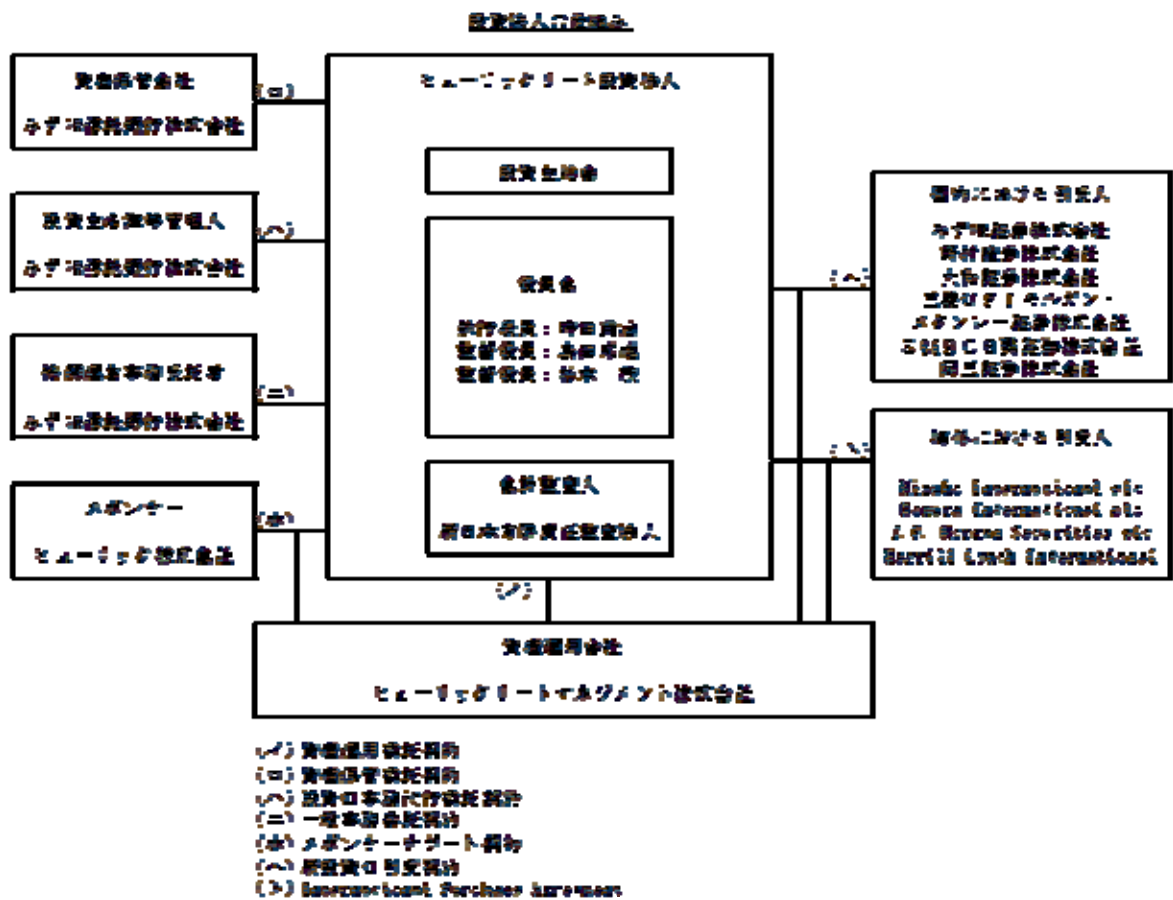 投資法人の仕組み
資産保管会社
みずほ信託銀行株式会社
(ロ)
投資主名簿等管理人
みずほ信託銀行株式会社
(ハ)
みずほ信託銀行株式会社
(ニ)
スポンサー
ヒューリック株式会社
(ホ)
ヒューリックリート投資法人
投資主総会
役員会
執行役員:
監督役員:
監督役員:
会計監査人
新日本有限責任監査法人
(イ)
資産運用会社
ヒューリックリートマネジメント株式会社
(ヘ)
国内における引受人
みずほ証券株式会社
野村證券株式会社
大和証券株式会社
三菱UFJモルガン・
スタンレー証券株式会社
SMBC日興証券株式会社
岡三証券株式会社
(ト)
海外における引受人
Mizuho International plc
Nomura International plc
J.P. Morgan Securities plc
Merrill Lynch International
(イ) 資産運用委託契約
(ロ) 資産保管委託契約
(ハ) 投資口事務代行委託契約
(ニ) 一般事務委託契約
(ホ) スポンサーサポート契約
(ヘ) 新投資口引受契約
(ト) International Purchase Agreement